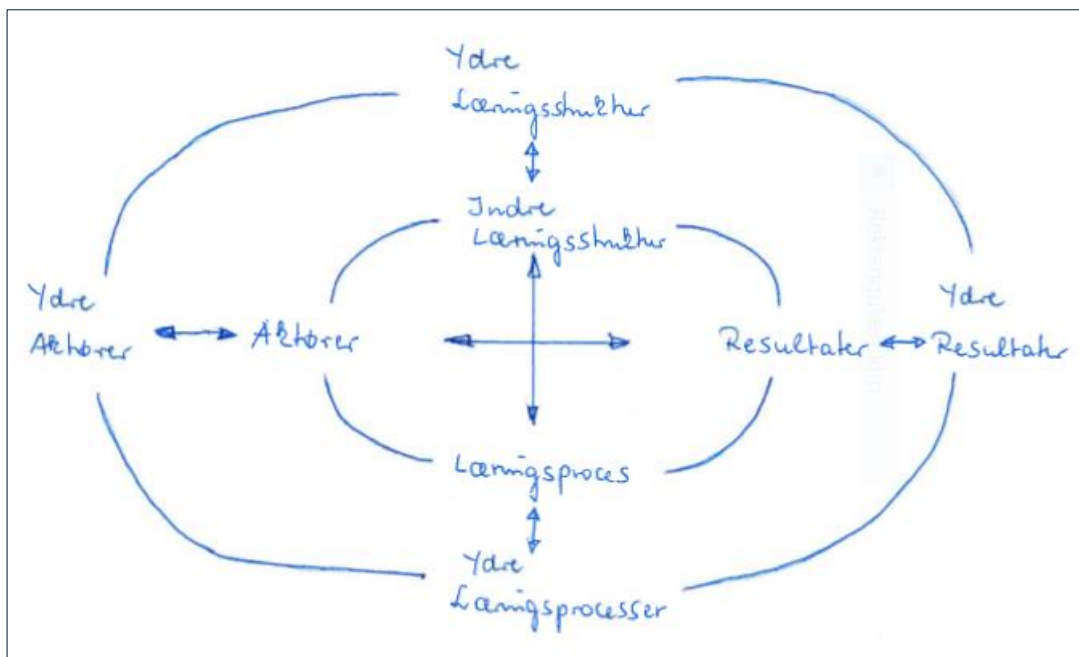 Ydre
Læringsstruktur
Indre
Læringsstruktur
Ydre
Aktører
Aktører
Resultater
Ydre
Resultater
Læringsproces
Ydre
Læringsprocesser